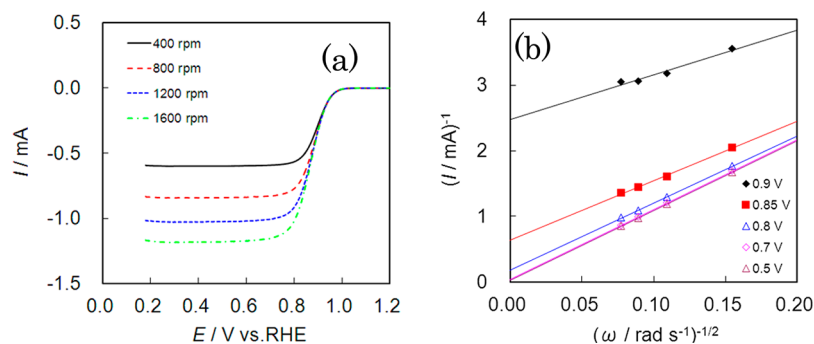 (a)
400 rpm
800 rpm
1200 rpm
1600 rpm
0.5
0.0
-0.5
-1.0
-1.5
I / mA
0.0 0.2 0.4 0.6 0.8 1.0 1.2
E / V vs.RHE
(b)
4
3
2
1
0
(I / mA)-1
0.9 V
0.85 V
0.8 V
0.7 V
0.5 V
0.00 0.05 0.10 0.15 0.20
(ω / rad s-1)-1/2